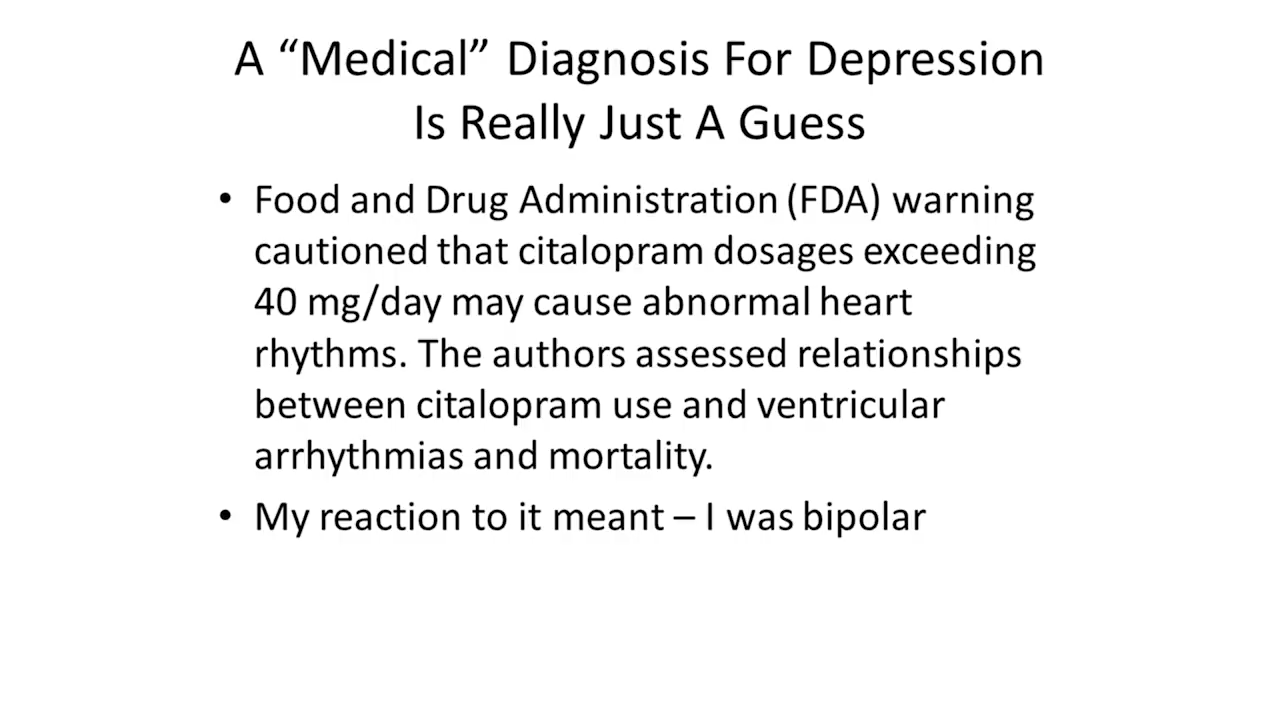 A “Medical” Diagnosis For Depression
Is Really Just A Guess
• Food and Drug Administration (FDA) warning
cautioned that citalopram dosages exceeding
40 mg/day may cause abnormal heart
rhythms. The authors assessed relationships
between citalopram use and ventricular
arrhythmias and mortality.
• My reaction to it meant – I was bipolar